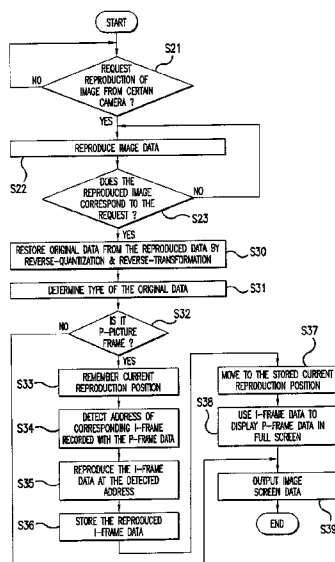 START
S21
REQUEST
REPRODUCTION OF
IMAGE FROM CERTAIN
CAMERA ?
NO
YES
REPRODUCE IMAGE DATA
S22
DOES THE
REPRODUCED IMAGE
CORRESPOND TO THE
REQUEST ?
NO
S23
YES
RESTORE ORIGINAL DATA FROM THE REPRODUCED DATA BY
REVERSE-QUANTIZATION & REVERSE-TRANSFORMATION
S30
DETERMINE TYPE OF THE ORIGINAL DATA
S31
IS IT
P-PICTURE
FRAME ?
S32
NO
YES
S33
REMEMBER CURRENT
REPRODUCTION POSITION
S34
DETECT ADDRESS OF
CORRESPONDING I-FRAME
RECORDED WITH THE P-FRAME DATA
S35
REPRODUCE THE I-FRAME
DATA AT THE DETECTED
ADDRESS
S36
STORE THE REPRODUCED
I-FRAME DATA
S37
MOVE TO THE STORED CURRENT
REPRODUCTION POSITION
S38
USE I-FRAME DATA TO
DISPLAY P-FRAME DATA IN
FULL SCREEN
OUTPUT IMAGE
SCREEN DATA
S39
END